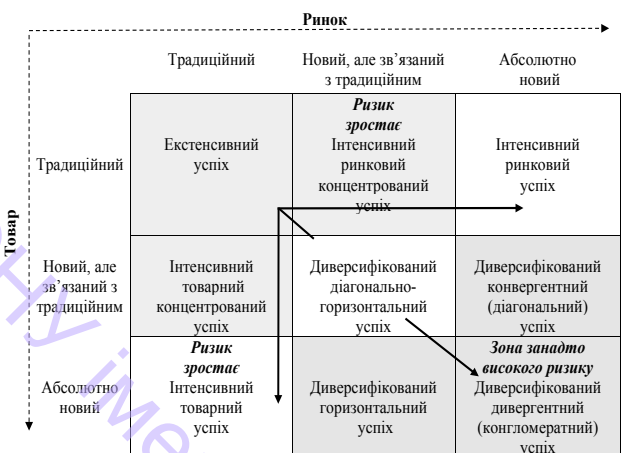 Ринок
Традиційний
Новий, але зв’язаний
з традиційним
Абсолютно
новий
Товар
Традиційний
Екстенсивний
успіх
Ризик
зростає
Інтенсивний
ринковий
концентрований
успіх
Інтенсивний
ринковий
успіх
Новий, але
зв’язаний з
традиційним
Інтенсивний
товарний
концентрований
успіх
Диверсифікований
діагонально-
горизонтальний
успіх
Диверсифікований
конвергентний
(діагональний)
успіх
Абсолютно
новий
Ризик
зростає
Інтенсивний
товарний
успіх
Диверсифікований
горизонтальний
успіх
Зона занадто
високого ризику
Диверсифікований
дивергентний
(конгломератний)
успіх
НУ іме